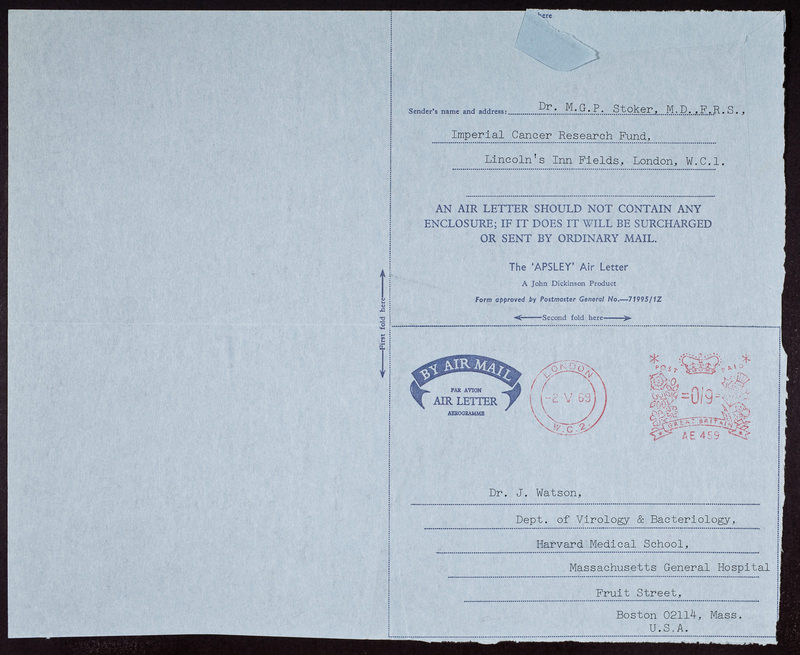 here
Sender's name and address: Dr. M.G.P. Stoker, M.D.,F.R.S.,
Imperial Cancer Research Fund,
Lincoln's Inn Fields, London, W.C.1.
AN AIR LETTER SHOULD NOT CONTAIN ANY
ENCLOSURE; IF IT DOES IT WILL BE SURCHARGED
OR SENT BY ORDINARY MAIL.
The 'APSLEY' Air Letter
A John Dickinson Product
Form approved by Postmaster General No.—71995/1Z
Second fold here
First fold here
BY AIR MAIL
PAR AVION
AIR LETTER
AEROGRAMME
LONDON
-2 V 69
W.C.2.
POST PAID
=0/9=
GREAT BRITAIN
AE 459
Dr. J. Watson,
Dept. of Virology & Bacteriology,
Harvard Medical School,
Massachusetts General Hospital
Fruit Street,
Boston 02114, Mass.
U.S.A.